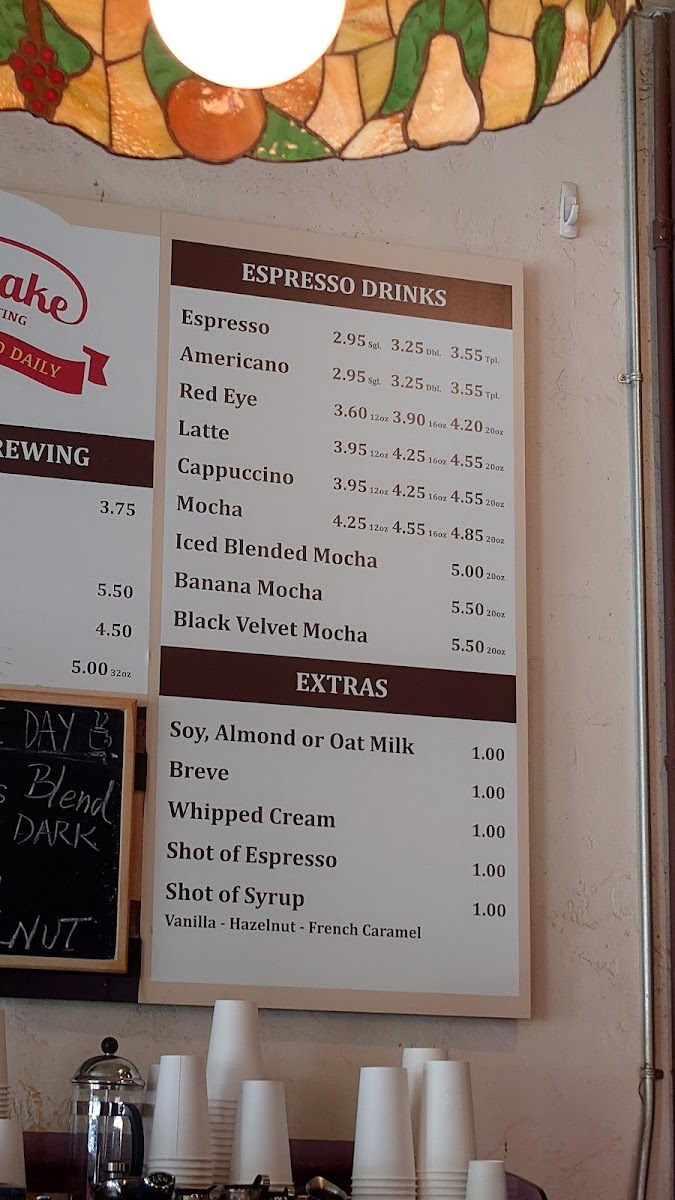 ESPRESSO DRINKS
Espresso 2.95 Sgl. 3.25 Dbl. 3.55 Tpl.
Americano 2.95 Sgl. 3.25 Dbl. 3.55 Tpl.
Red Eye 3.60 12oz 3.90 16oz 4.20 20oz
Latte 3.95 12oz 4.25 16oz 4.55 20oz
Cappuccino 3.95 12oz 4.25 16oz 4.55 20oz
Mocha 4.25 12oz 4.55 16oz 4.85 20oz
Iced Blended Mocha 5.00 20oz
Banana Mocha 5.50 20oz
Black Velvet Mocha 5.50 20oz
EXTRAS
Soy, Almond or Oat Milk 1.00
Breve 1.00
Whipped Cream 1.00
Shot of Espresso 1.00
Shot of Syrup 1.00
Vanilla - Hazelnut - French Caramel
ake
TING
DAILY
REWING
3.75
5.50
4.50
5.00 32oz
DAY
s Blend
DARK
LNUT